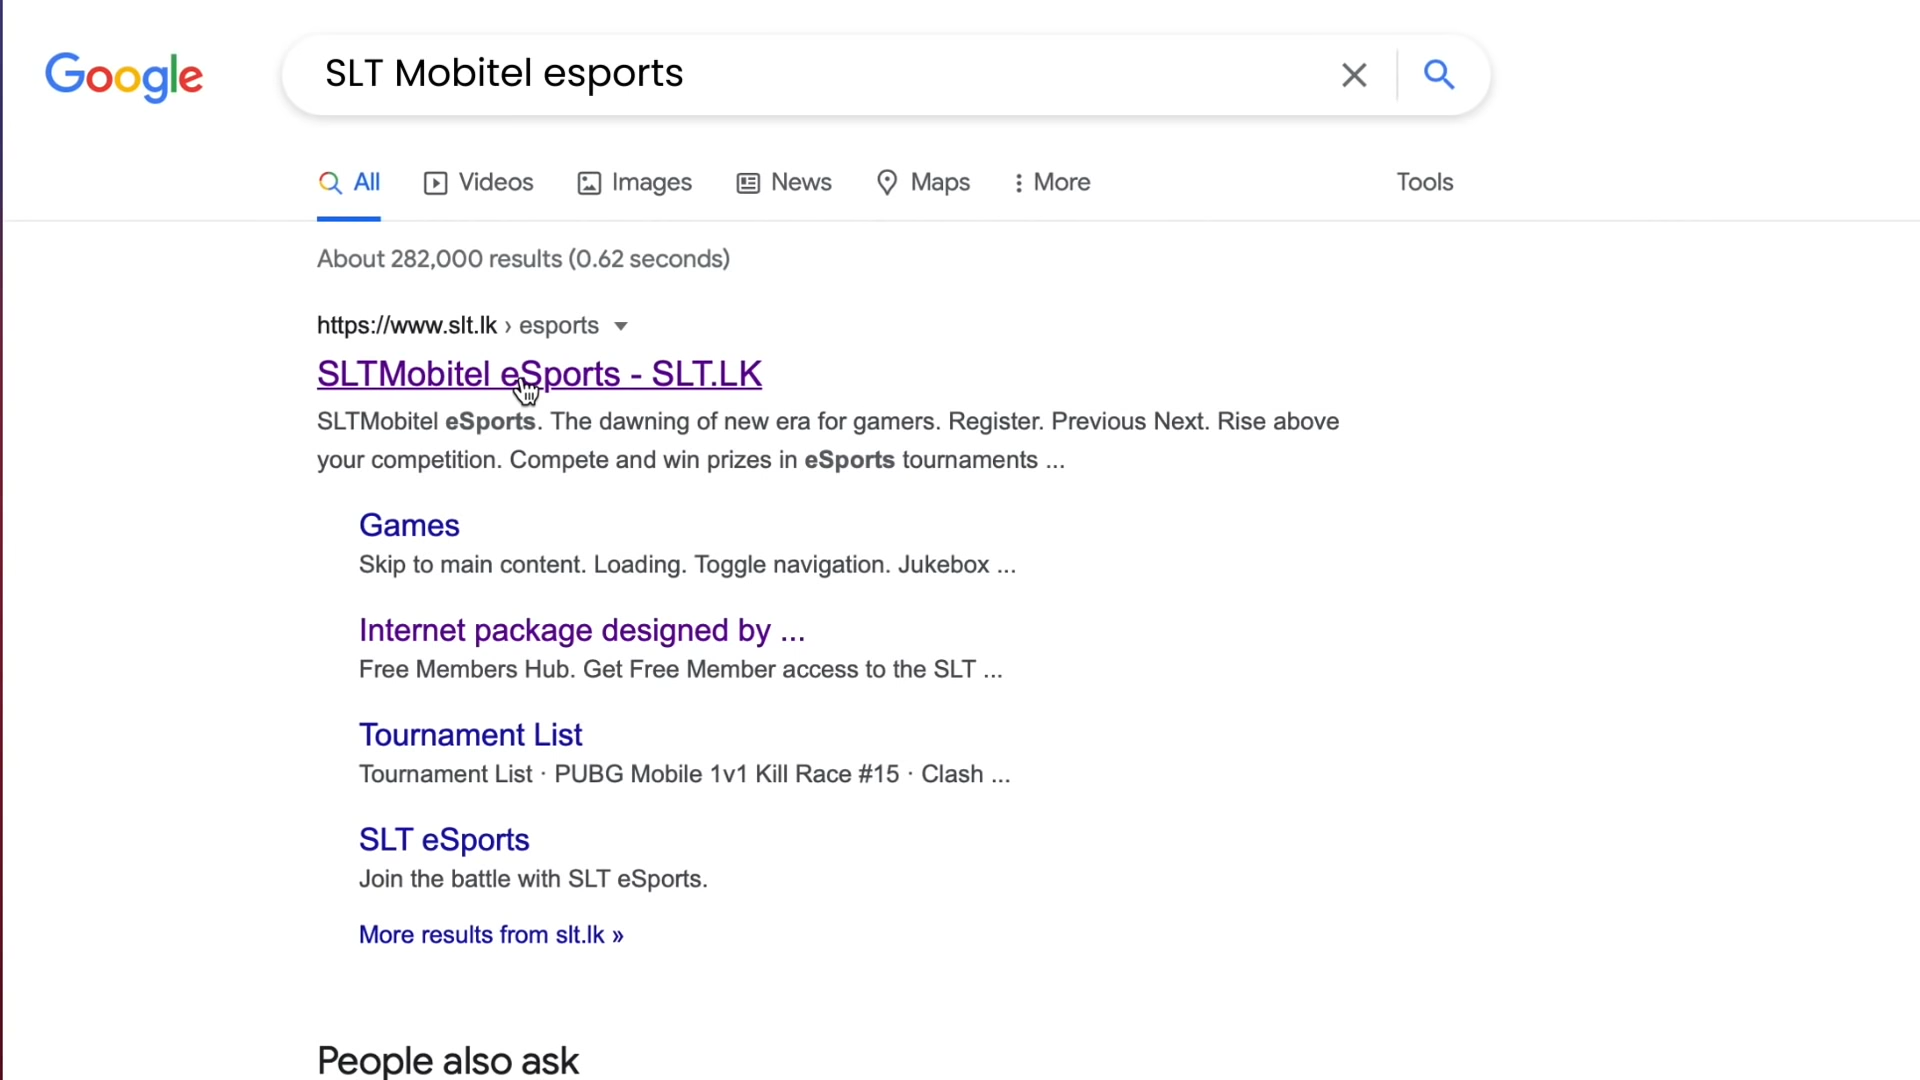 Google
SLT Mobitel esports
All Videos Images News Maps More Tools
About 282,000 results (0.62 seconds)
https://www.slt.lk › esports
SLTMobitel eSports - SLT.LK
SLTMobitel eSports. The dawning of new era for gamers. Register. Previous Next. Rise above
your competition. Compete and win prizes in eSports tournaments ...
Games
Skip to main content. Loading. Toggle navigation. Jukebox ...
Internet package designed by ...
Free Members Hub. Get Free Member access to the SLT ...
Tournament List
Tournament List · PUBG Mobile 1v1 Kill Race #15 · Clash ...
SLT eSports
Join the battle with SLT eSports.
More results from slt.lk »
People also ask